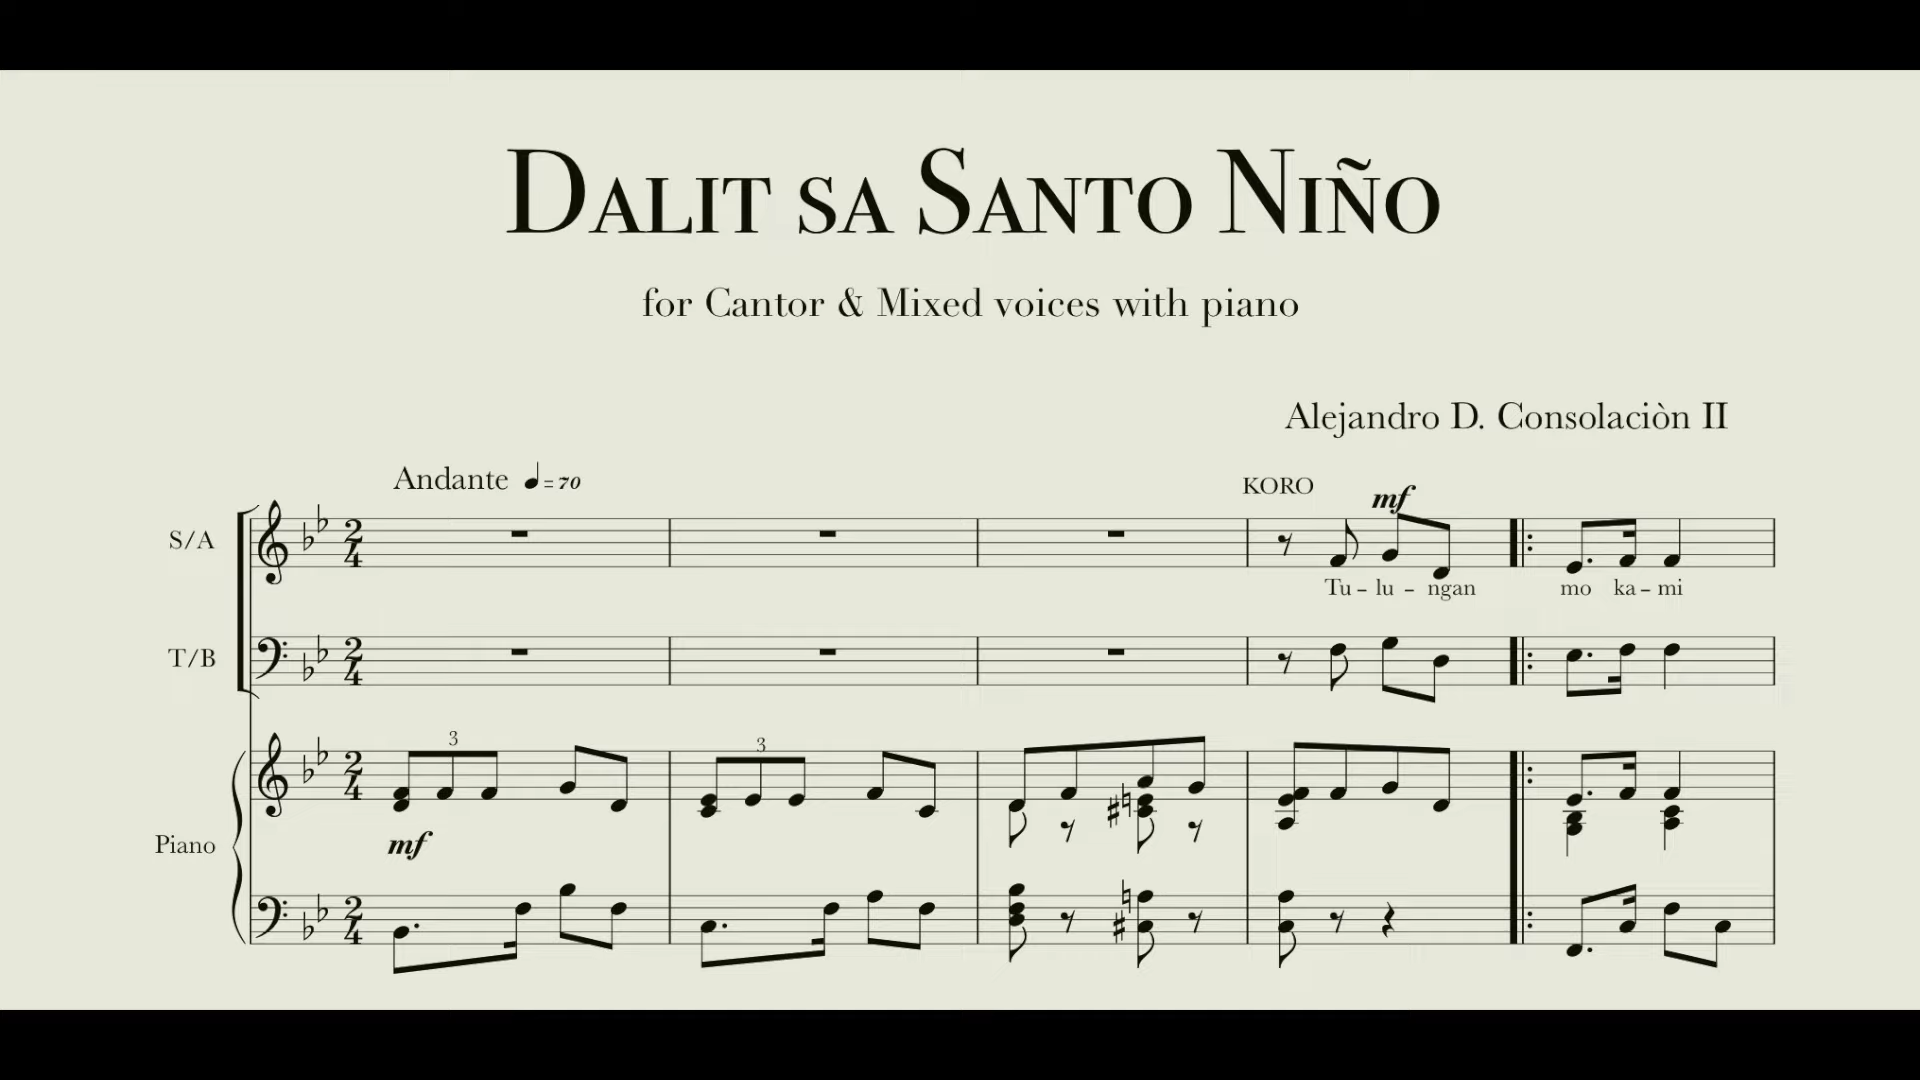 Dalit sa Santo Niño
for Cantor & Mixed voices with piano
Alejandro D. Consolaciòn II
Andante ♩=70
KORO
mf
S/A
Tu – lu – ngan mo ka – mi
T/B
3 3
Piano
mf